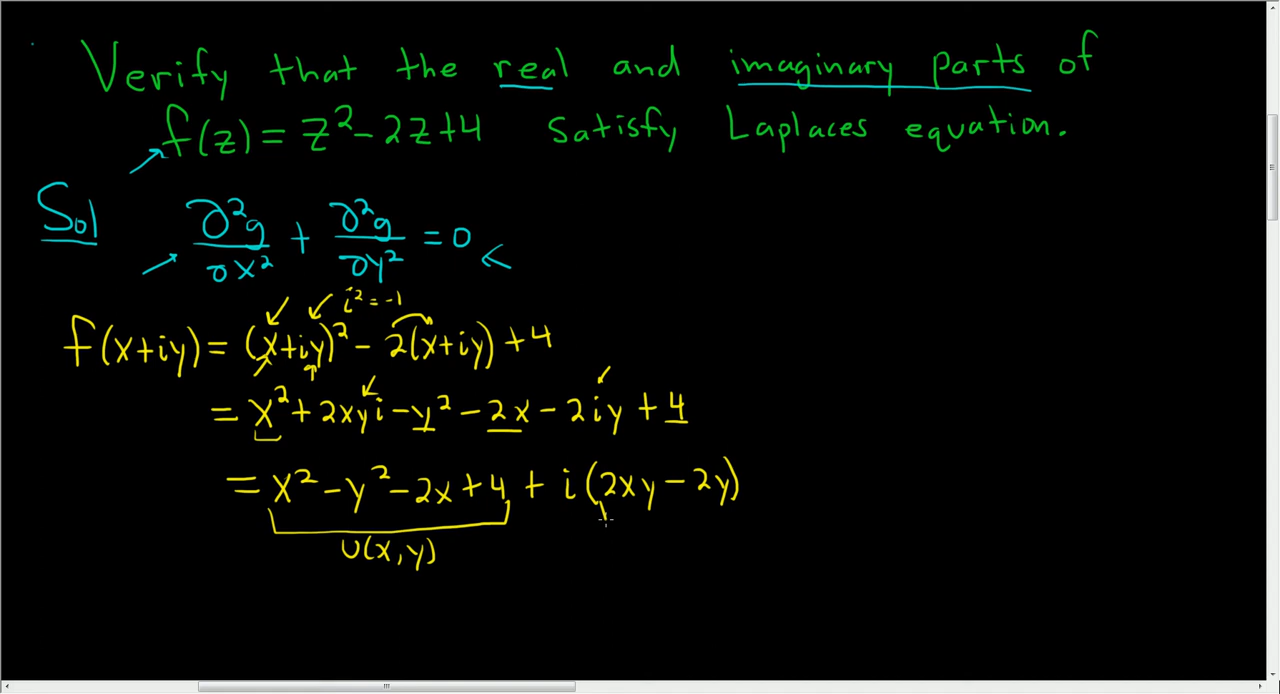 Verify that the real and imaginary parts of
f(z) = z² - 2z + 4 Satisfy Laplaces equation.
Sol ∂²g/∂x² + ∂²g/∂y² = 0
i² = -1
f(x+iy) = (x+iy)² - 2(x+iy) + 4
= x² + 2xyi - y² - 2x - 2iy + 4
= x² - y² - 2x + 4 + i(2xy - 2y)
U(x,y)